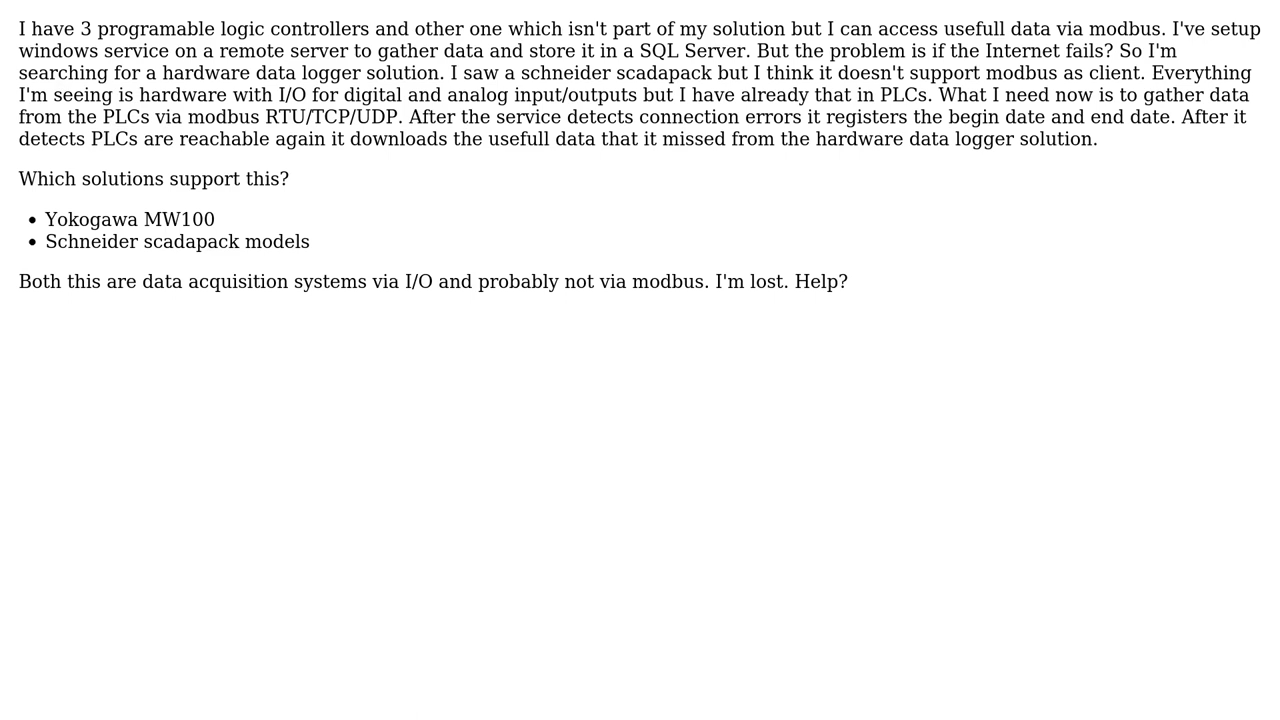 I have 3 programable logic controllers and other one which isn't part of my solution but I can access usefull data via modbus. I've setup
windows service on a remote server to gather data and store it in a SQL Server. But the problem is if the Internet fails? So I'm
searching for a hardware data logger solution. I saw a schneider scadapack but I think it doesn't support modbus as client. Everything
I'm seeing is hardware with I/O for digital and analog input/outputs but I have already that in PLCs. What I need now is to gather data
from the PLCs via modbus RTU/TCP/UDP. After the service detects connection errors it registers the begin date and end date. After it
detects PLCs are reachable again it downloads the usefull data that it missed from the hardware data logger solution.
Which solutions support this?
• Yokogawa MW100
• Schneider scadapack models
Both this are data acquisition systems via I/O and probably not via modbus. I'm lost. Help?